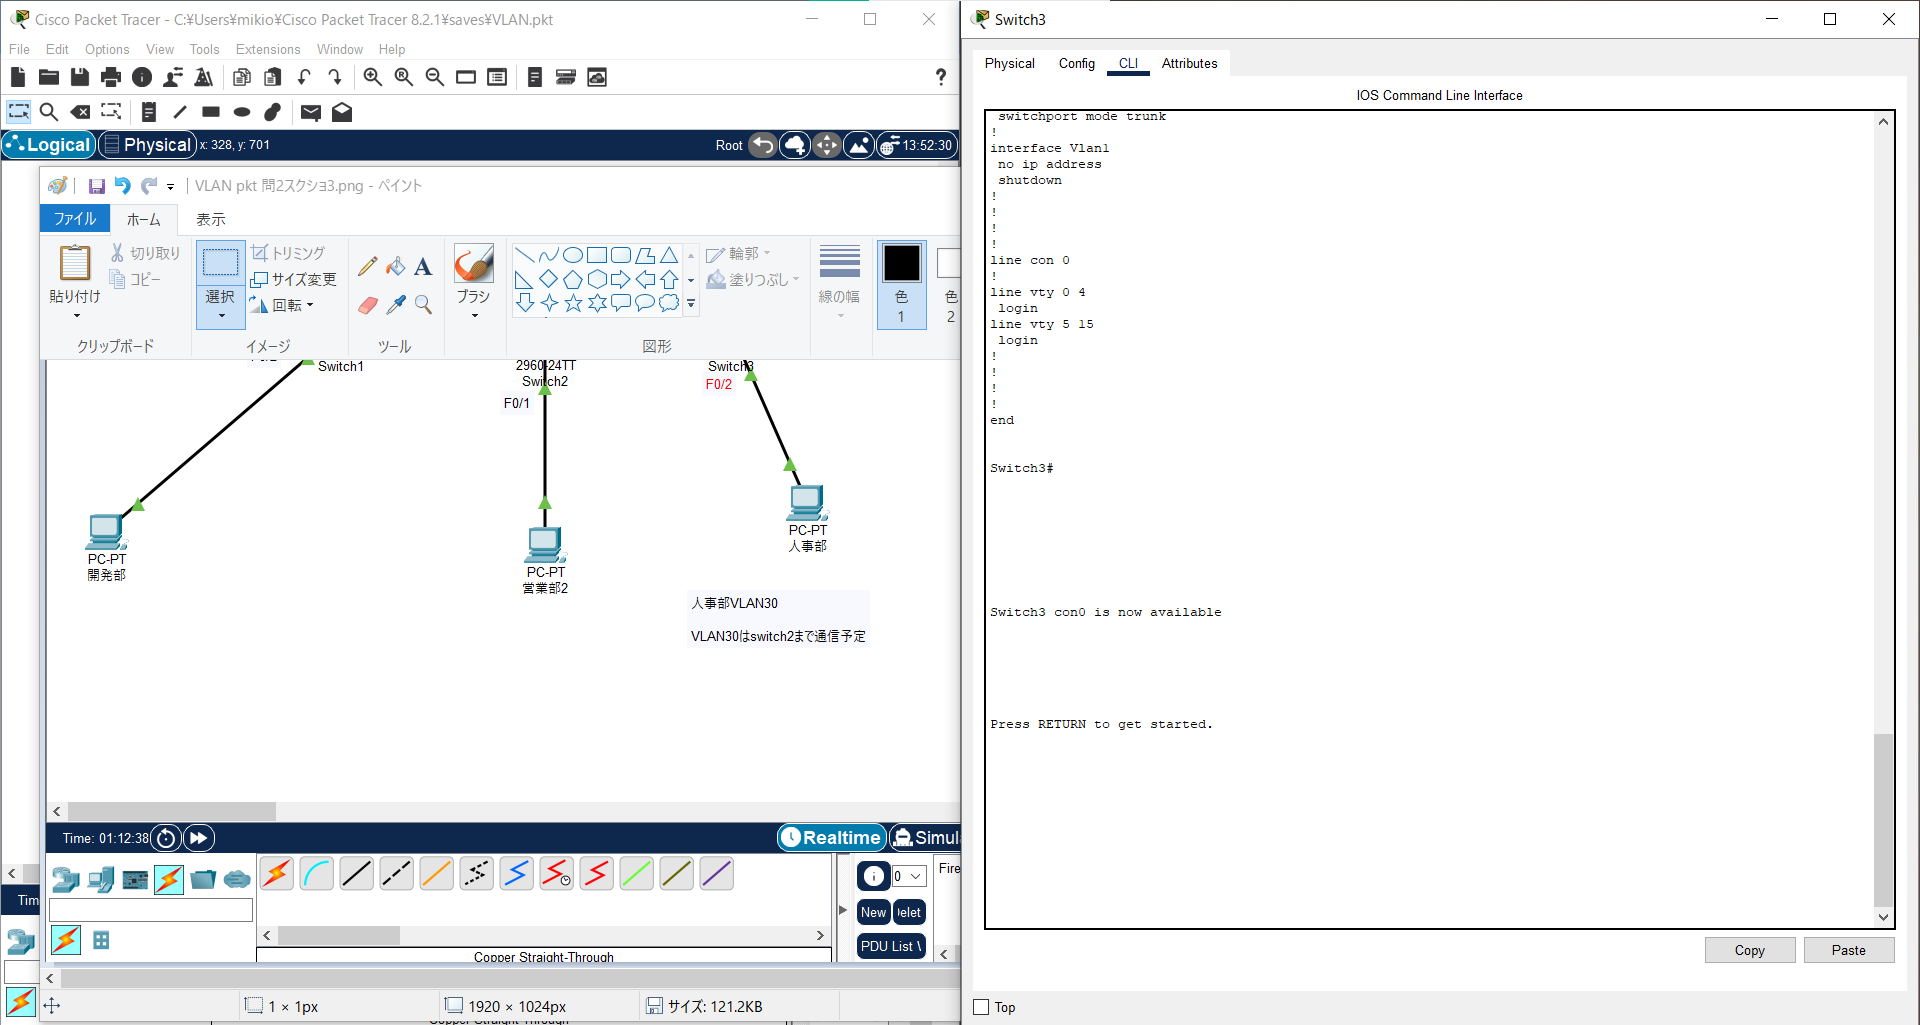 Cisco Packet Tracer - C:¥Users¥mikio¥Cisco Packet Tracer 8.2.1¥saves¥VLAN.pkt
File Edit Options View Tools Extensions Window Help
Logical Physical x: 328, y: 701 Root 13:52:30
VLAN pkt 問2スクショ3.png - ペイント
ファイル ホーム 表示
貼り付け
切り取り
コピー
クリップボード
選択
トリミング
サイズ変更
回転
イメージ
A
ツール
ブラシ
輪郭
塗りつぶし
図形
線の幅
色
1
色
2
Switch1
2960-24TT
Switch2
F0/1
Switch3
F0/2
PC-PT
開発部
PC-PT
営業部2
PC-PT
人事部
人事部VLAN30
VLAN30はswitch2まで通信予定
Time: 01:12:38 Realtime Simul
0
Fire
New elet
PDU List \
Copper Straight-Through
Tim
1 × 1px 1920 × 1024px サイズ: 121.2KB
Copper Straight-Through
Switch3
Physical Config CLI Attributes
IOS Command Line Interface
switchport mode trunk
!
interface Vlan1
no ip address
shutdown
!
!
!
!
line con 0
!
line vty 0 4
login
line vty 5 15
login
!
!
!
!
end
Switch3#
Switch3 con0 is now available
Press RETURN to get started.
Copy Paste
Top